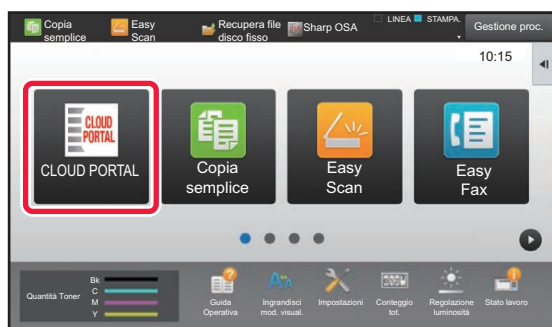 Copia
semplice
Easy
Scan
Recupera file
disco fisso
Sharp OSA
LINEA
STAMPA.
Gestione proc.
10:15
CLOUD
PORTAL
CLOUD PORTAL
Copia
semplice
Easy
Scan
Easy
Fax
Quantità Toner
Bk
C
M
Y
Guida
Operativa
Ingrandisci
mod. visual.
Impostazioni
Conteggio
tot.
Regolazione
luminosità
Stato lavoro